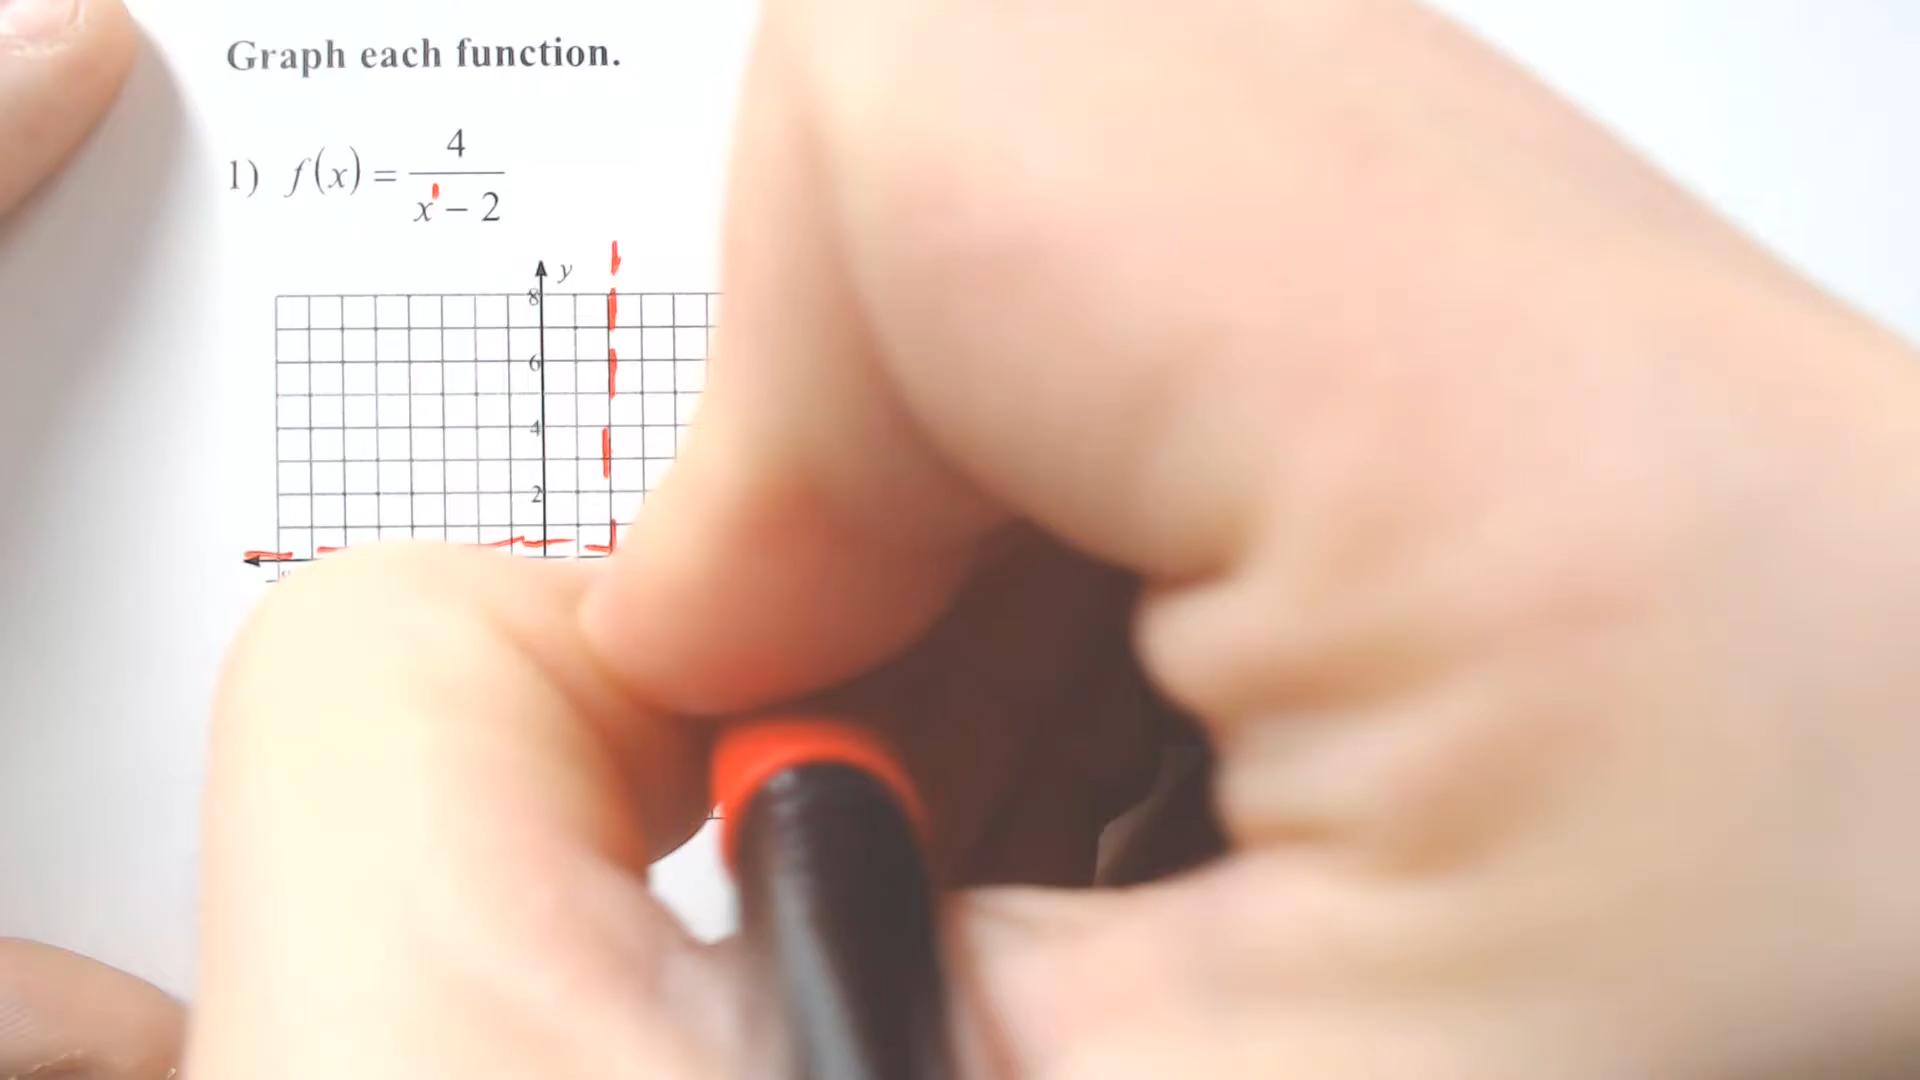 Graph each function.
1) f(x) = 4 / x' − 2
y
8
6
4
2